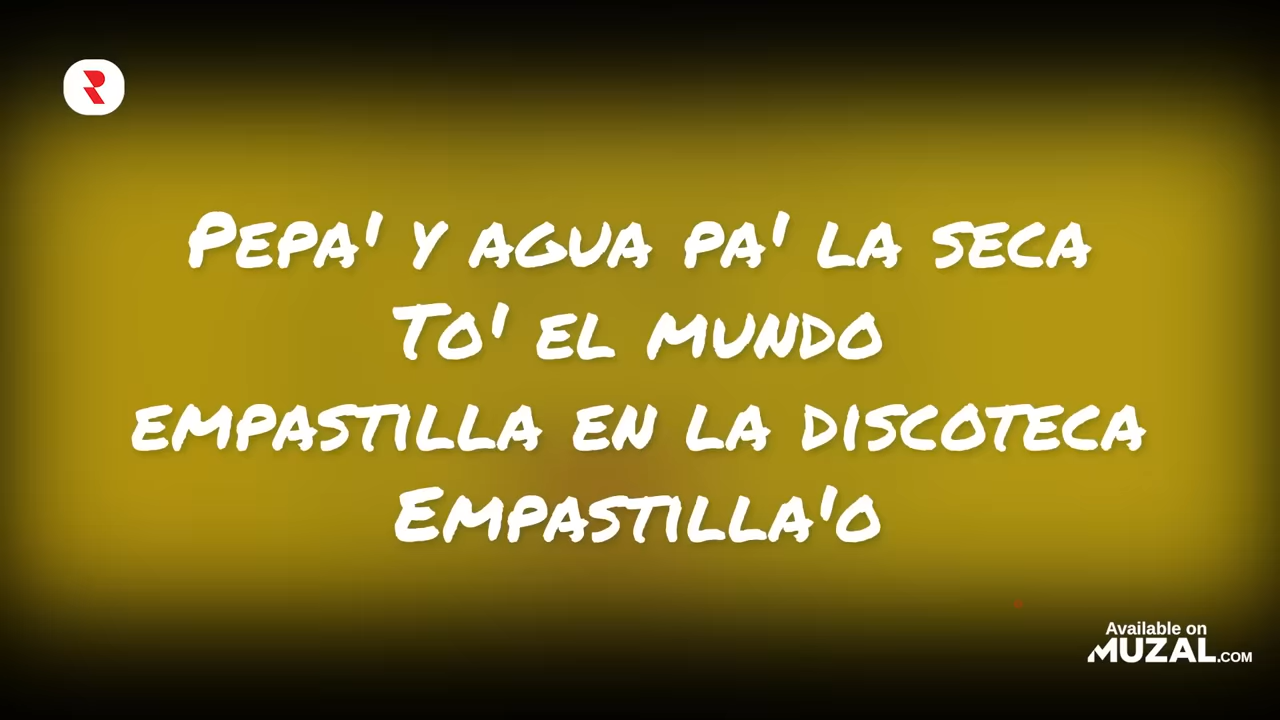 Pepa' y agua pa' la seca
To' el mundo
empastilla en la discoteca
Empastilla'o
Available on
MUZAL.COM